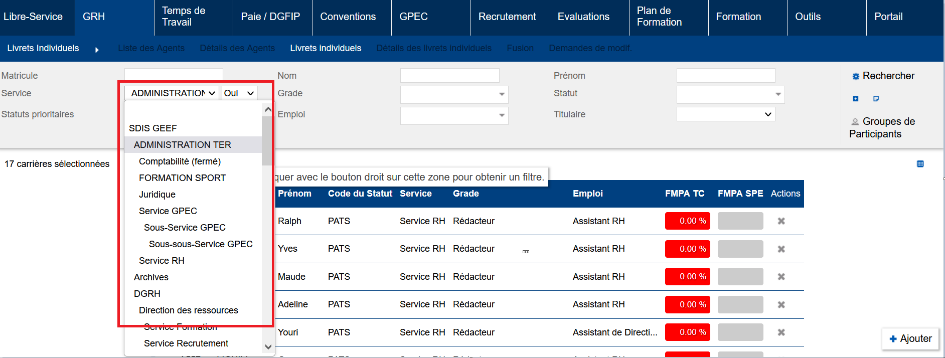 Libre-Service GRH Temps de Travail Paie / DGFIP Conventions GPEC Recrutement Evaluations Plan de Formation Formation Outils Portail
Livrets Individuels Liste des Agents Détails des Agents Livrets Individuels Détails des livrets individuels Fusion Demandes de modif.
Matricule Nom Prénom Rechercher
Service ADMINISTRATION Oui Grade Statut
Statuts prioritaires Emploi Titulaire Groupes de Participants
SDIS GEEF
ADMINISTRATION TER
Comptabilité (fermé)
FORMATION SPORT
Juridique
Service GPEC
Sous-Service GPEC
Sous-sous-Service GPEC
Service RH
Archives
DGRH
Direction des ressources
Service Formation
Service Recrutement
17 carrières sélectionnées
quer avec le bouton droit sur cette zone pour obtenir un filtre.
Prénom Code du Statut Service Grade Emploi FMPA TC FMPA SPE Actions
Ralph PATS Service RH Rédacteur Assistant RH 0.00 %
Yves PATS Service RH Rédacteur Assistant RH 0.00 %
Maude PATS Service RH Rédacteur Assistant RH 0.00 %
Adeline PATS Service RH Rédacteur Assistant RH 0.00 %
Youri PATS Service RH Rédacteur Assistant de Directi... 0.00 %
Ajouter